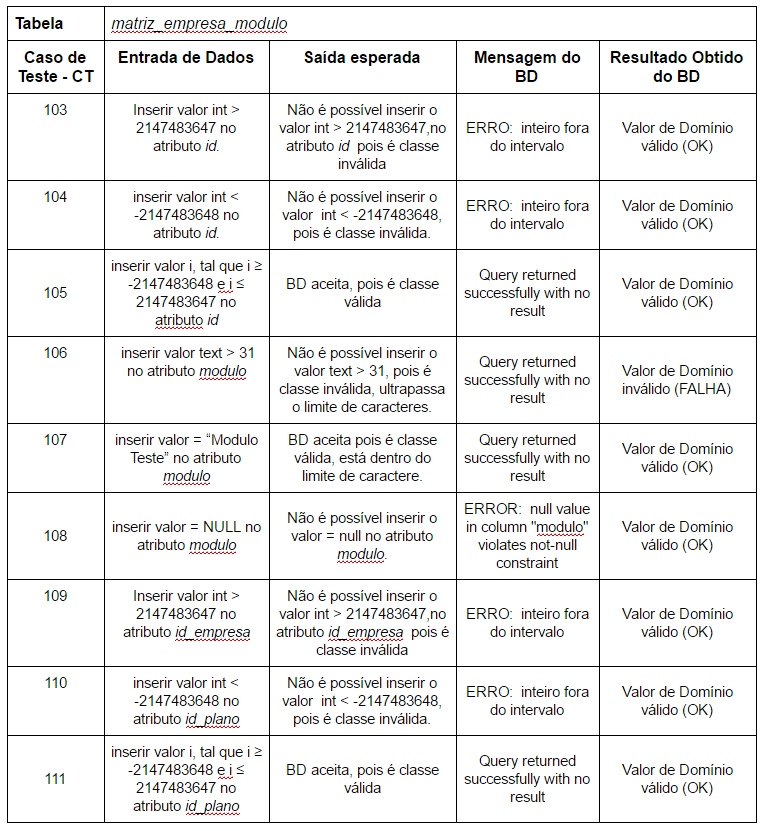 Tabela matriz_empresa_modulo
Caso de Teste - CT Entrada de Dados Saída esperada Mensagem do BD Resultado Obtido do BD
103
Inserir valor int >
2147483647 no
atributo id.
Não é possível inserir o
valor int > 2147483647,no
atributo id pois é classe
inválida
ERRO: inteiro fora
do intervalo
Valor de Domínio
válido (OK)
104
inserir valor int <
-2147483648 no
atributo id.
Não é possível inserir o
valor int < -2147483648,
pois é classe inválida.
ERRO: inteiro fora
do intervalo
Valor de Domínio
válido (OK)
105
inserir valor i, tal que i ≥
-2147483648 e i ≤
2147483647 no
atributo id
BD aceita, pois é classe
válida
Query returned
successfully with no
result
Valor de Domínio
válido (OK)
106
inserir valor text > 31
no atributo modulo
Não é possível inserir o
valor text > 31, pois é
classe inválida, ultrapassa
o limite de caracteres.
Query returned
successfully with no
result
Valor de Domínio
inválido (FALHA)
107
inserir valor = “Modulo
Teste” no atributo
modulo
BD aceita pois é classe
válida, está dentro do
limite de caractere.
Query returned
successfully with no
result
Valor de Domínio
válido (OK)
108
inserir valor = NULL no
atributo modulo
Não é possível inserir o
valor = null no atributo
modulo.
ERROR: null value
in column "modulo"
violates not-null
constraint
Valor de Domínio
válido (OK)
109
Inserir valor int >
2147483647 no
atributo id_empresa
Não é possível inserir o
valor int > 2147483647,no
atributo id_empresa pois é
classe inválida
ERRO: inteiro fora
do intervalo
Valor de Domínio
válido (OK)
110
inserir valor int <
-2147483648 no
atributo id_plano
Não é possível inserir o
valor int < -2147483648,
pois é classe inválida.
ERRO: inteiro fora
do intervalo
Valor de Domínio
válido (OK)
111
inserir valor i, tal que i ≥
-2147483648 e i ≤
2147483647 no
atributo id_plano
BD aceita, pois é classe
válida
Query returned
successfully with no
result
Valor de Domínio
válido (OK)